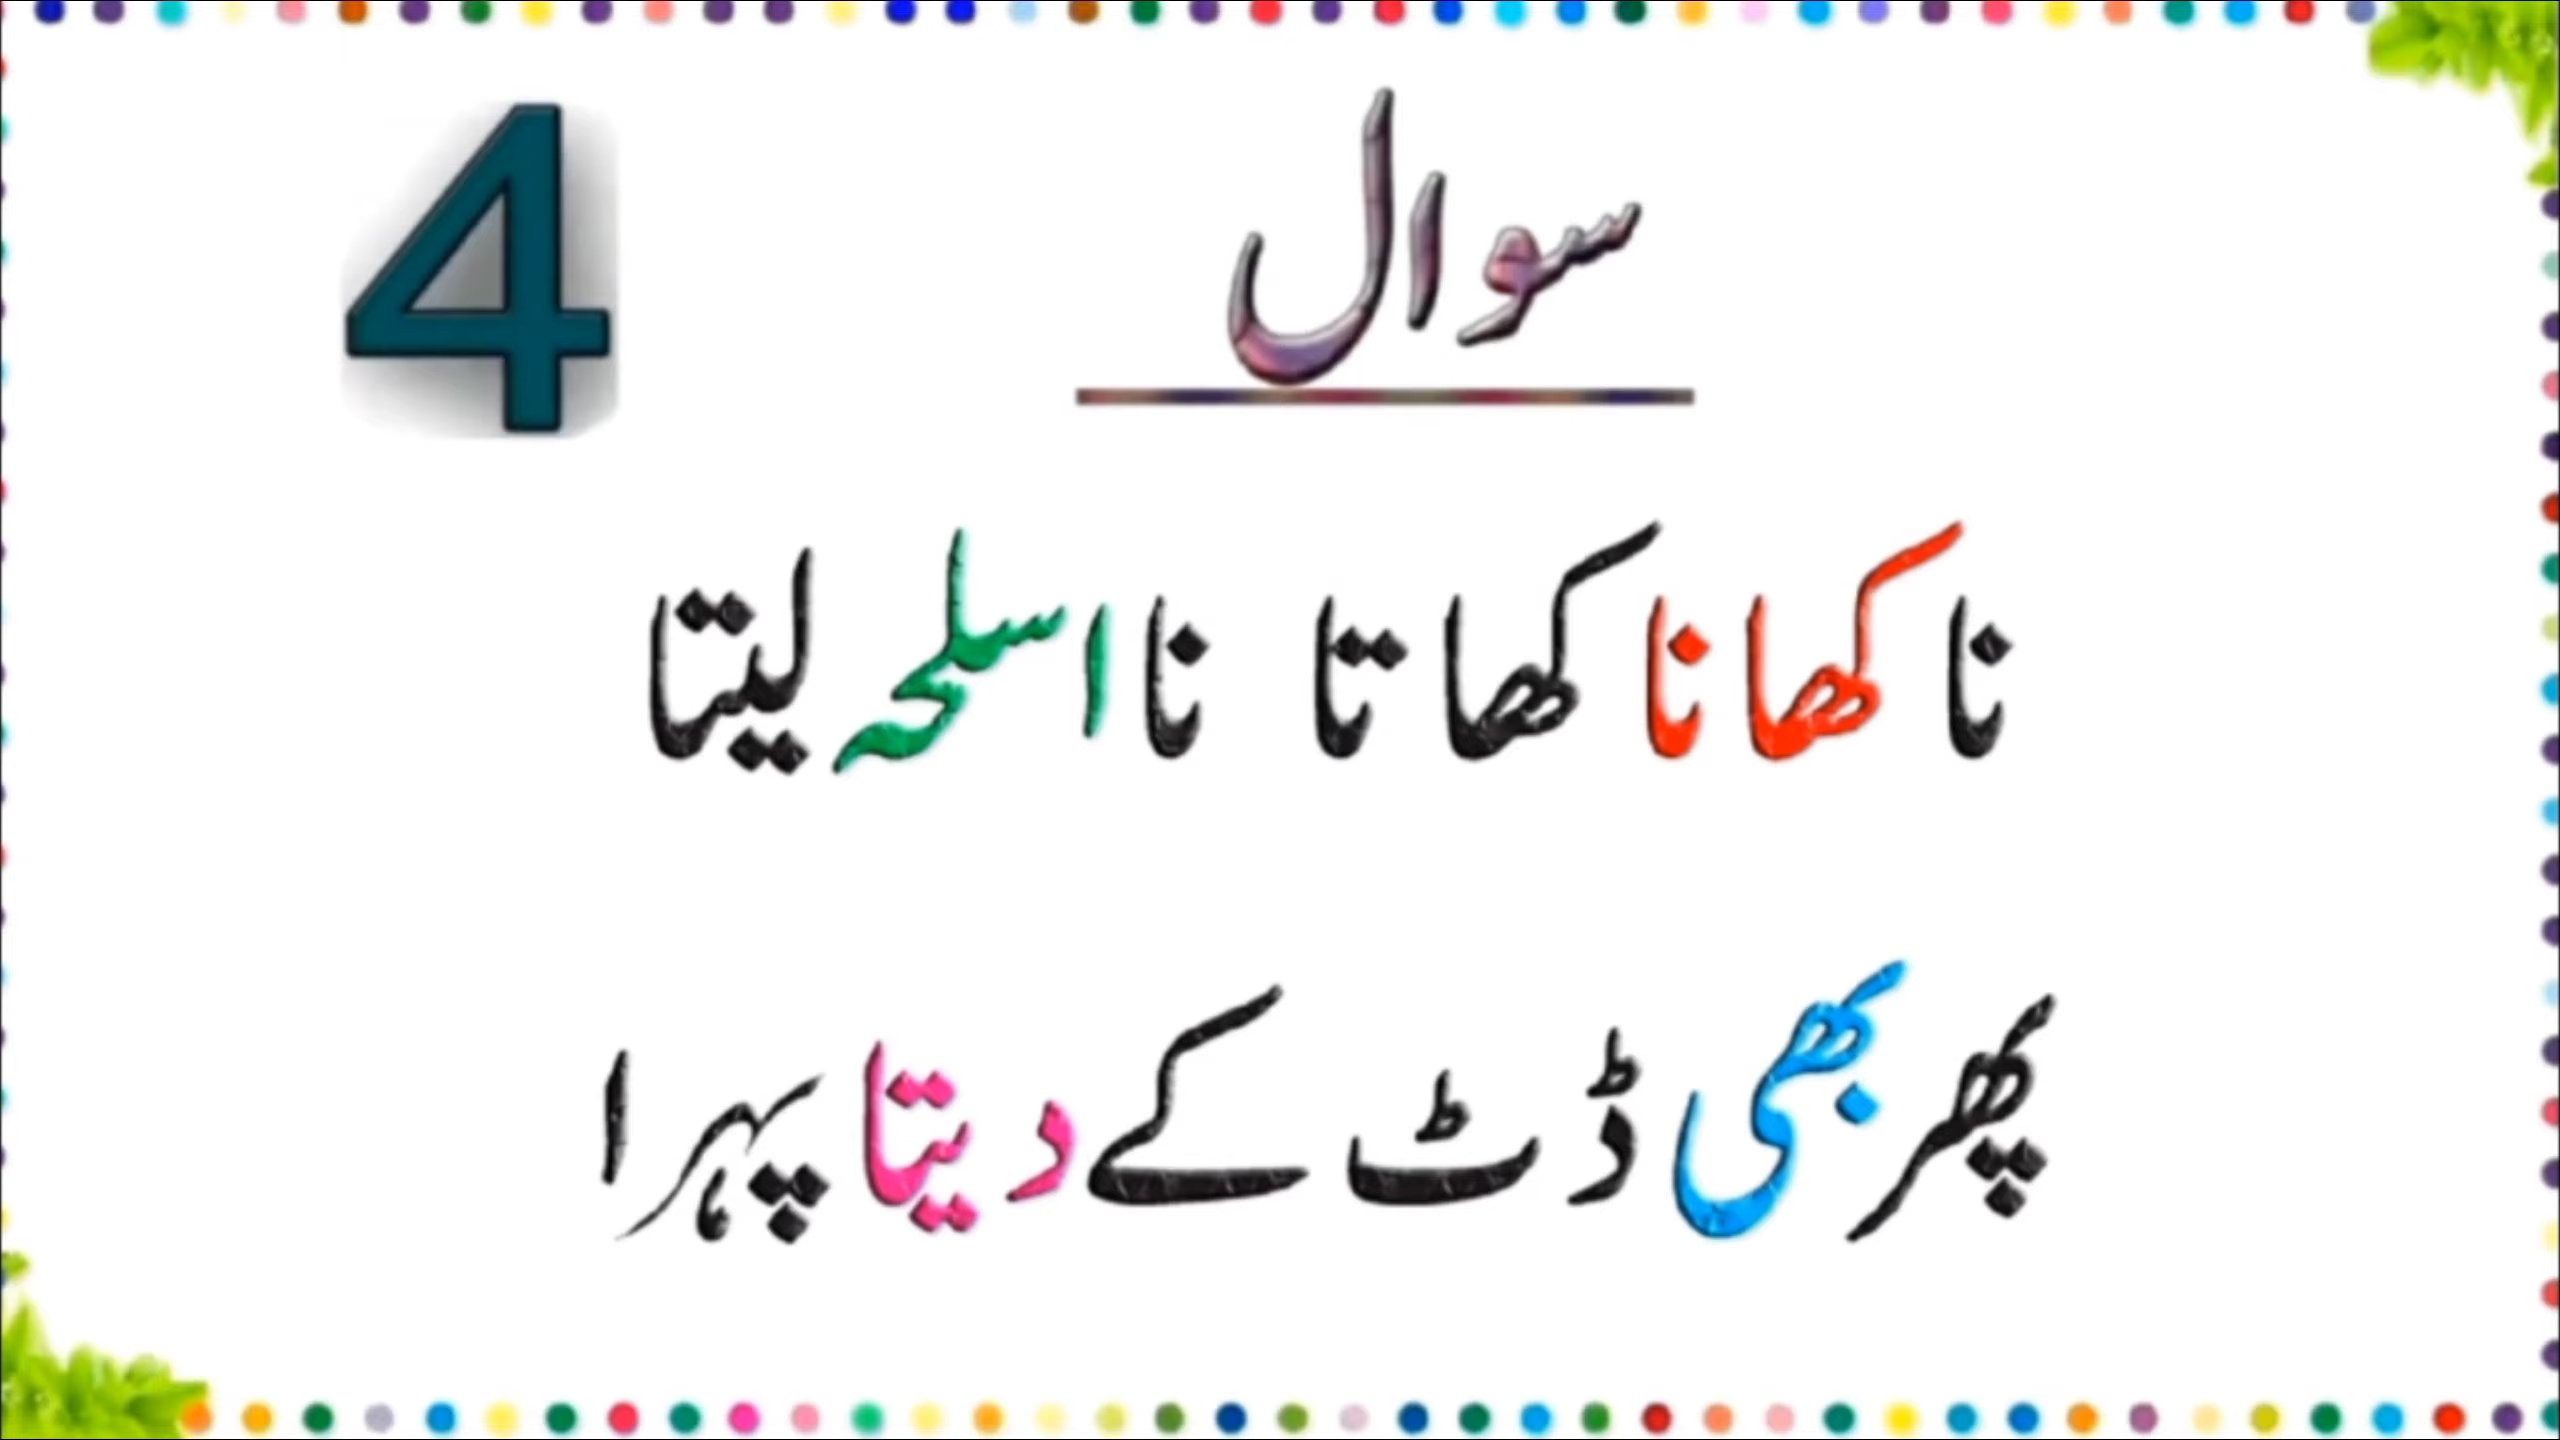 سوال 4
نا کھانا کھاتا نا اسلحہ لیتا
پھر بھی ڈٹ کے دیتا پہرا